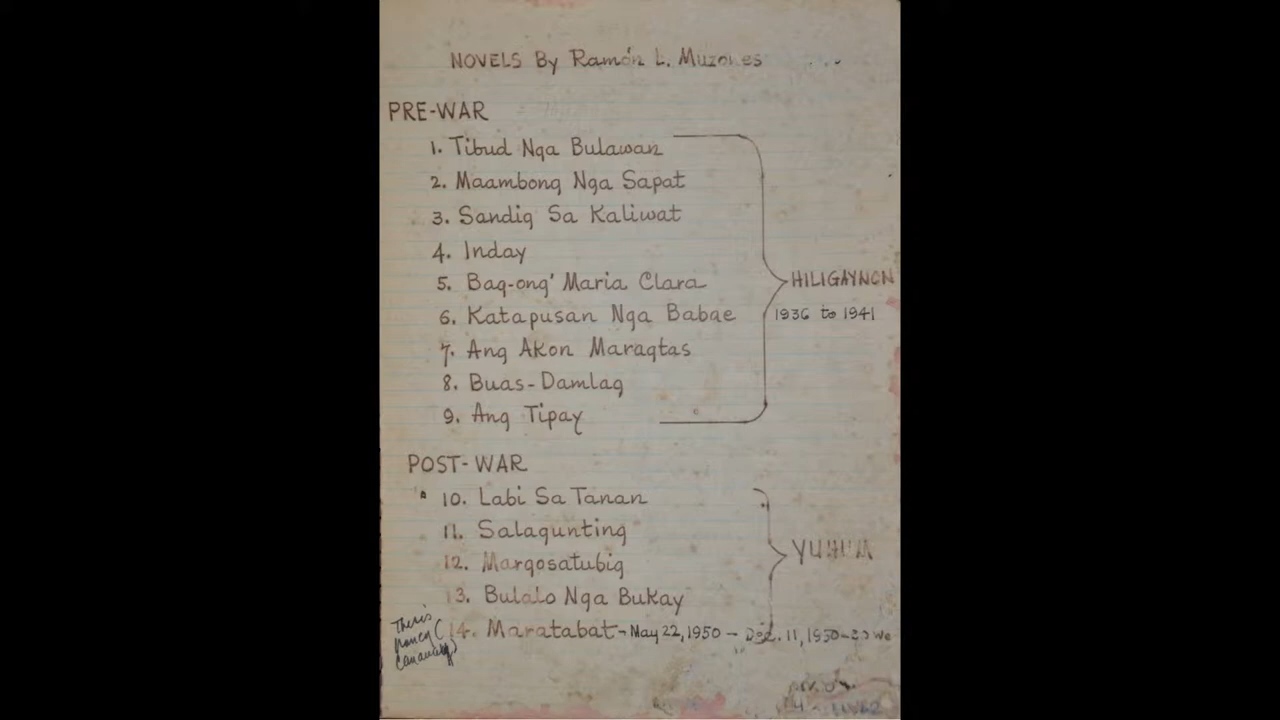 NOVELS By Ramón L. Muzones
PRE-WAR
1. Tibud Nga Bulawan
2. Maambong Nga Sapat
3. Sandig Sa Kaliwat
4. Inday
5. Bag-ong' Maria Clara
6. Katapusan Nga Babae
7. Ang Akon Maragtas
8. Buas-Damlag
9. Ang Tipay
HILIGAYNON
1936 to 1941
POST-WAR
10. Labi Sa Tanan
11. Salagunting
12. Margosatubig
13. Bulalo Nga Bukay
14. Maratabat - May 22, 1950 - Dec. 11, 1950
YUHUM
Thesis